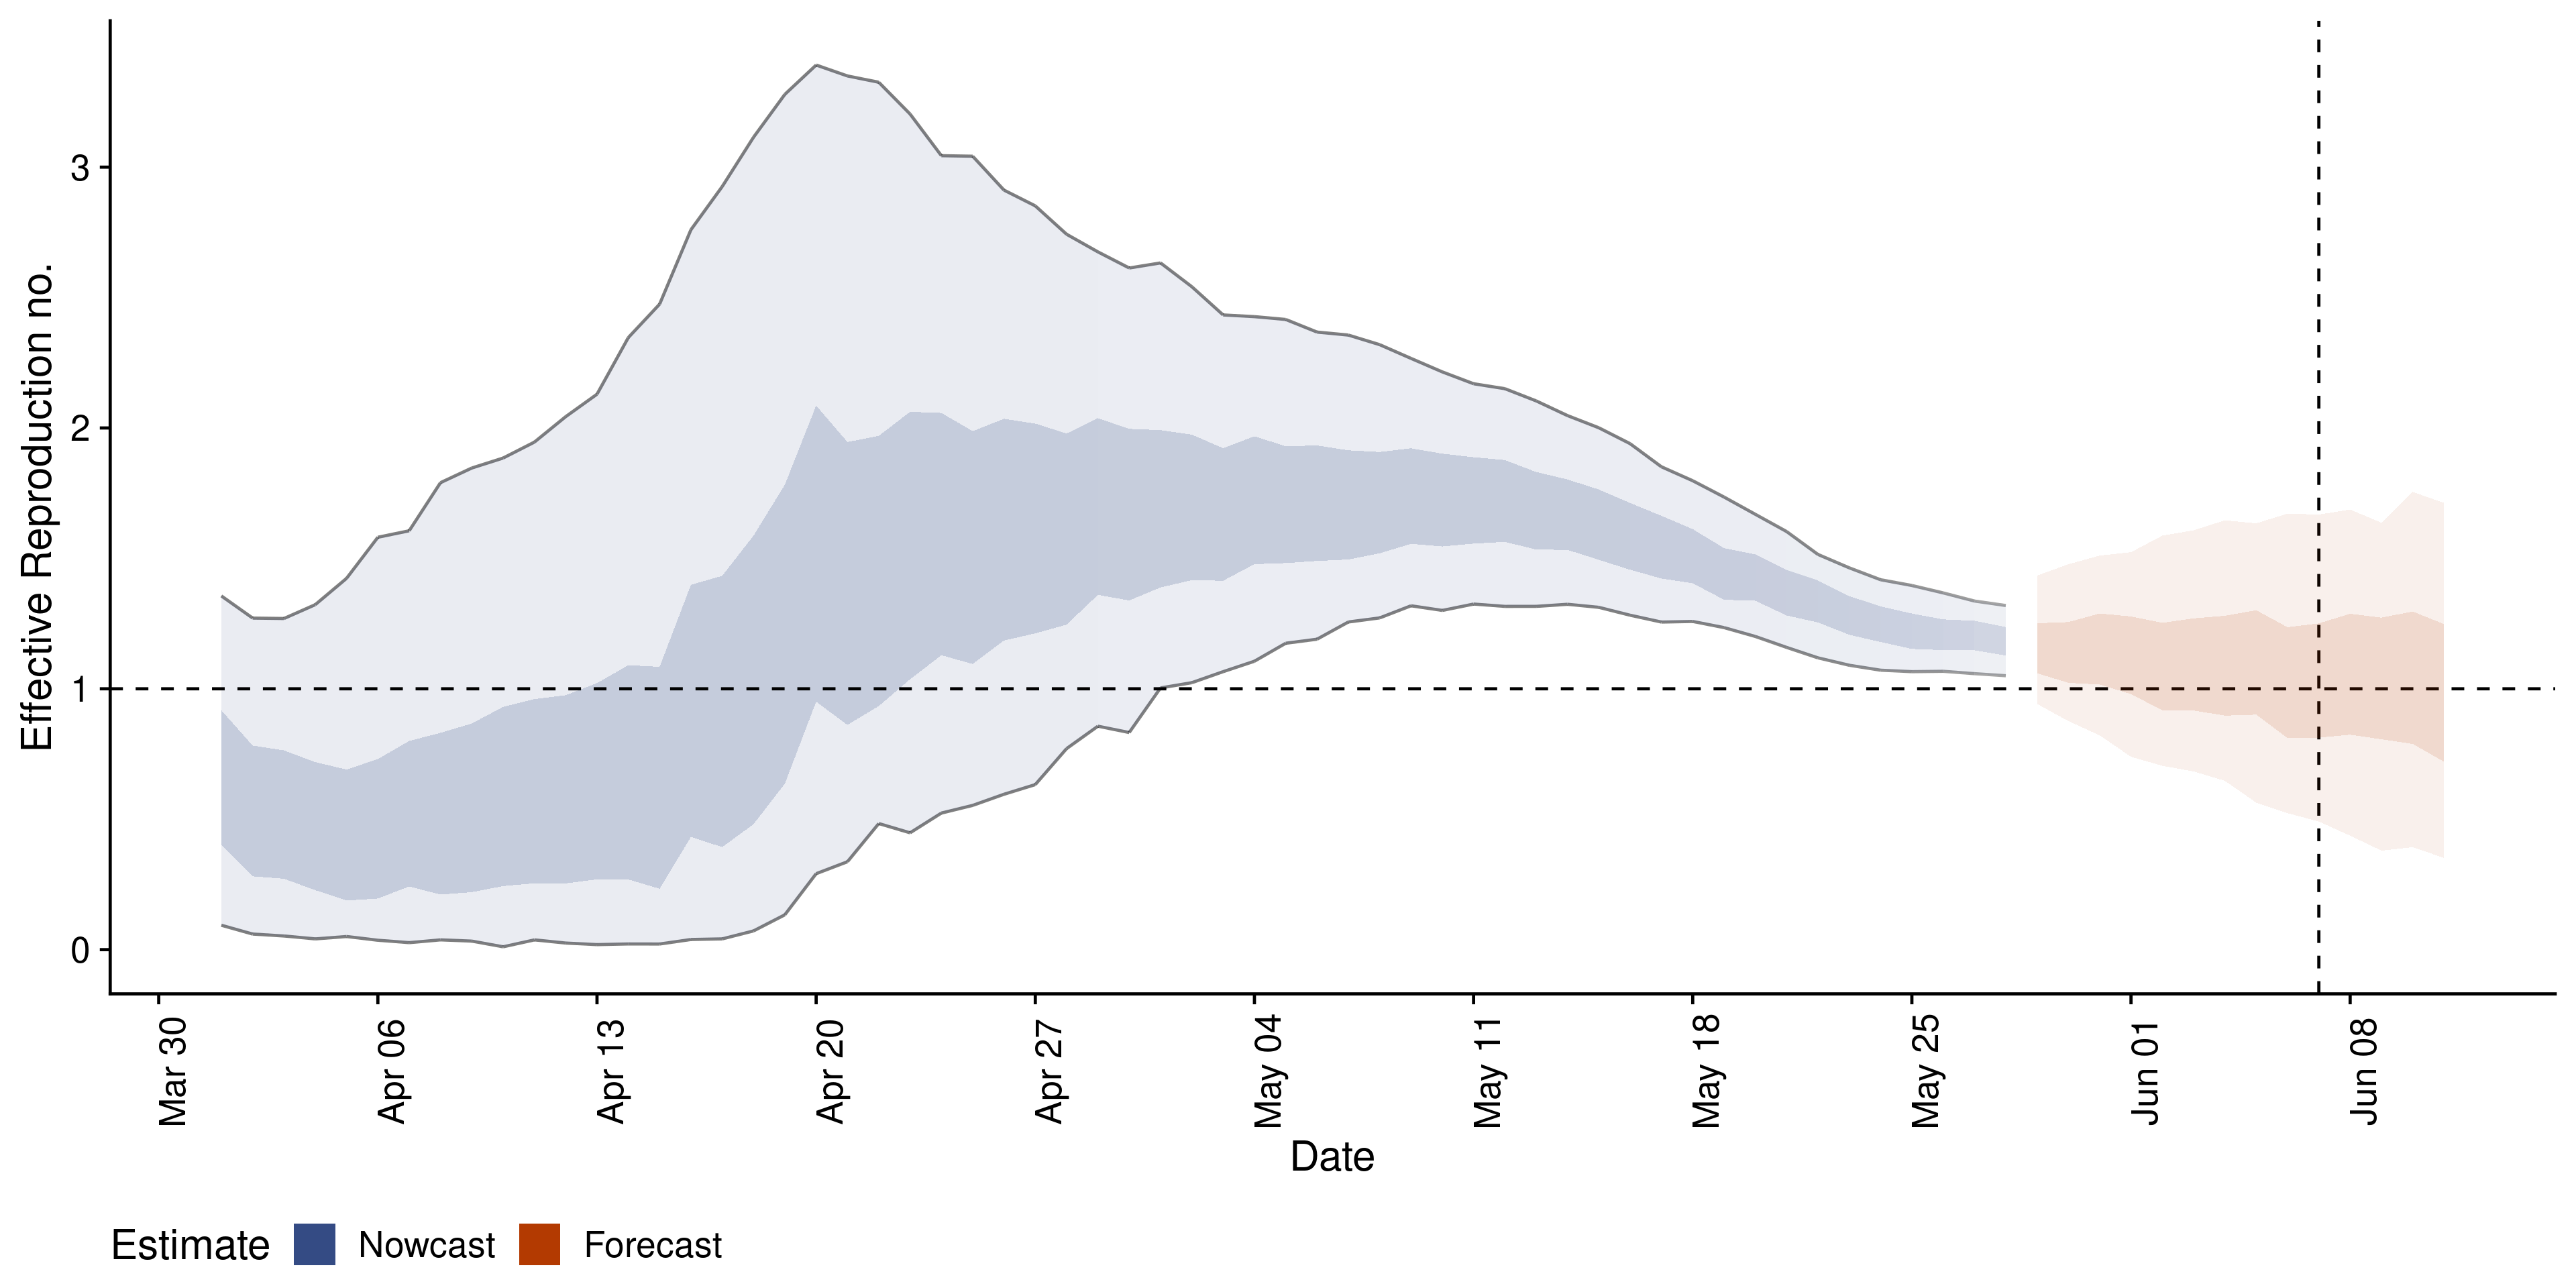 Effective Reproduction no.
3
2
1
0
Mar 30
Apr 06
Apr 13
Apr 20
Apr 27
May 04
May 11
May 18
May 25
Jun 01
Jun 08
Date
Estimate Nowcast Forecast